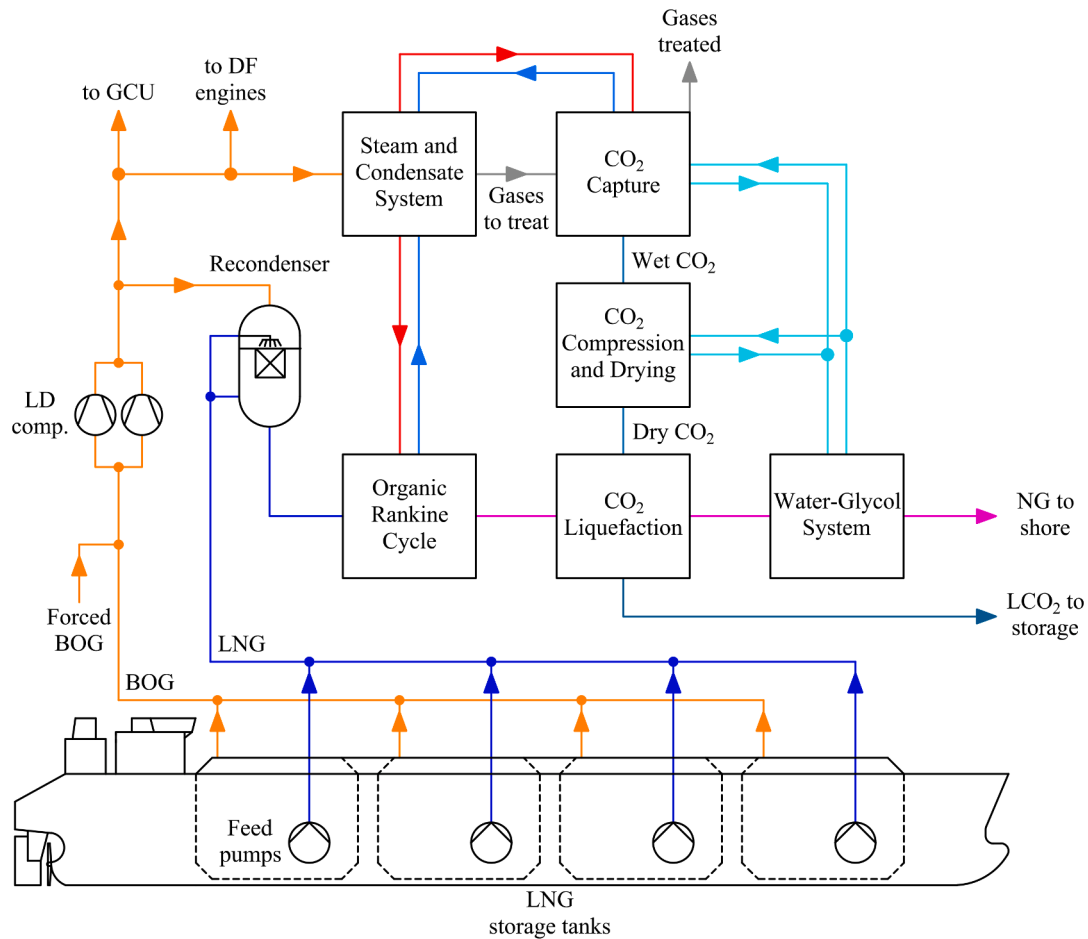 Gases
treated
to DF
engines
to GCU
Steam and
Condensate
System
CO₂
Capture
Gases
to treat
Wet CO₂
Recondenser
CO₂
Compression
and Drying
LD
comp.
Dry CO₂
Organic
Rankine
Cycle
CO₂
Liquefaction
Water-Glycol
System
NG to
shore
Forced
BOG
LCO₂ to
storage
LNG
BOG
Feed
pumps
LNG
storage tanks